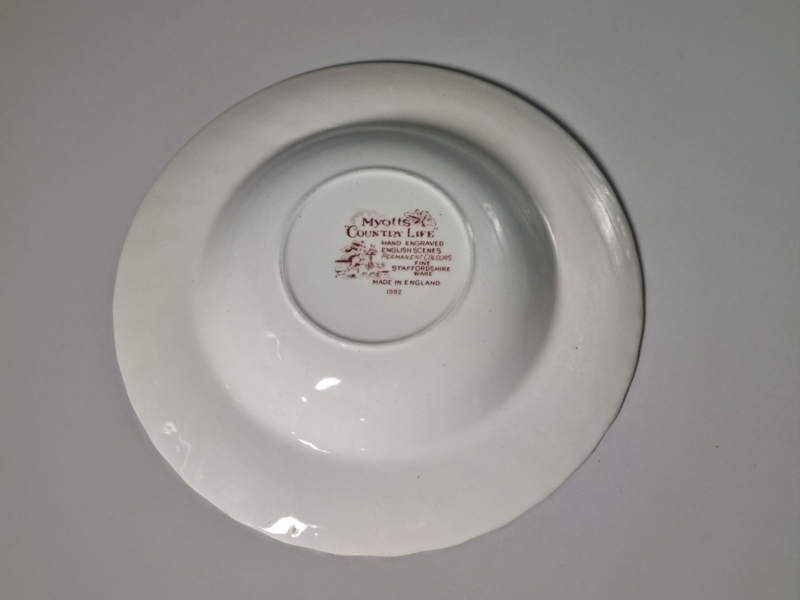 Myotts
"COUNTRY LIFE"
HAND ENGRAVED
ENGLISH SCENES
PERMANENT COLOURS
FINE
STAFFORDSHIRE
WARE
MADE IN ENGLAND
1982